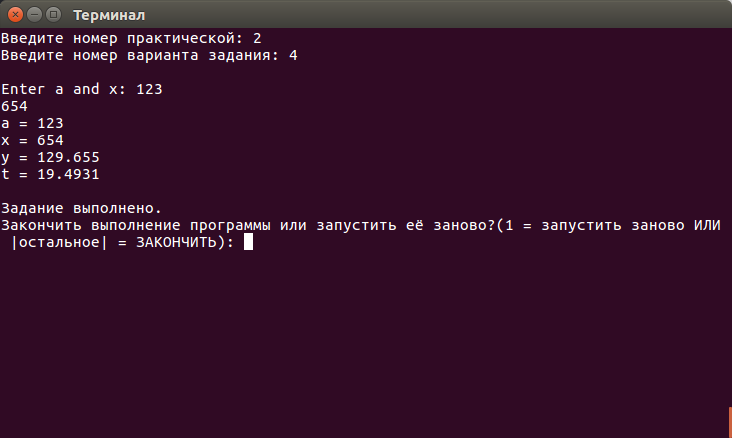 Терминал
Введите номер практической: 2
Введите номер варианта задания: 4
Enter a and x: 123
654
a = 123
x = 654
y = 129.655
t = 19.4931
Задание выполнено.
Закончить выполнение программы или запустить её заново?(1 = запустить заново ИЛИ
|остальное| = ЗАКОНЧИТЬ):